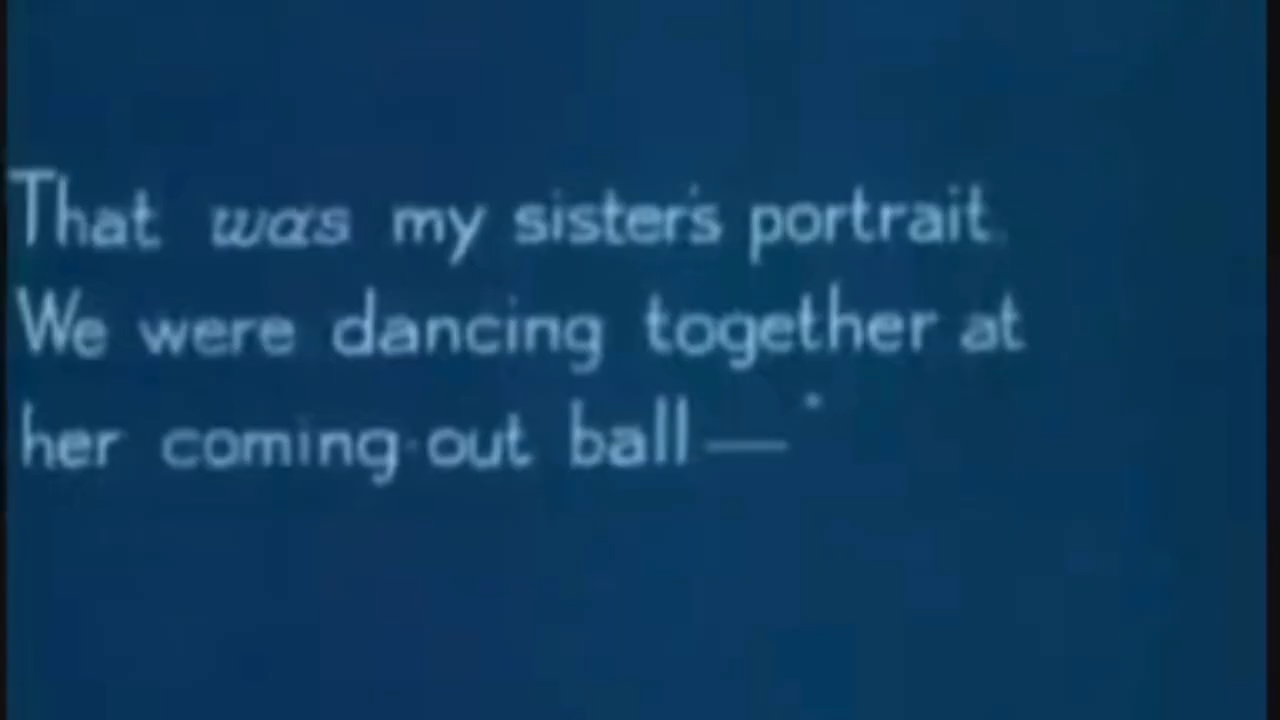 That was my sister's portrait.
We were dancing together at
her coming-out ball—"